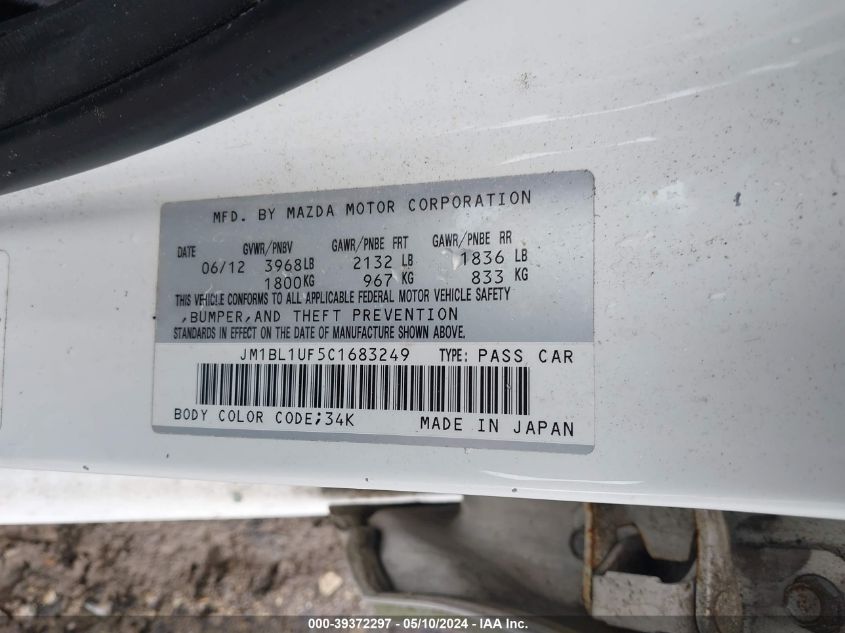 MFD. BY MAZDA MOTOR CORPORATION
DATE GVWR/PNBV GAWR/PNBE FRT GAWR/PNBE RR
06/12 3968LB 2132 LB 1836 LB
1800KG 967 KG 833 KG
THIS VEHICLE CONFORMS TO ALL APPLICABLE FEDERAL MOTOR VEHICLE SAFETY
,BUMPER,AND THEFT PREVENTION
STANDARDS IN EFFECT ON THE DATE OF MANUFACTURE SHOWN ABOVE.
JM1BL1UF5C1683249 TYPE: PASS CAR
BODY COLOR CODE;34K MADE IN JAPAN
000-39372297 - 05/10/2024 - IAA Inc.